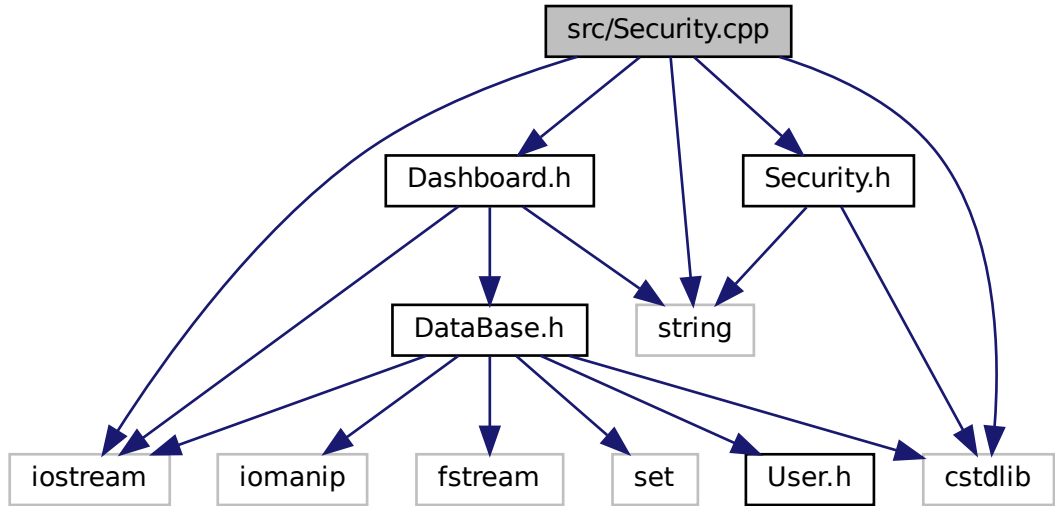 src/Security.cpp
Dashboard.h
Security.h
DataBase.h
string
iostream
iomanip
fstream
set
User.h
cstdlib